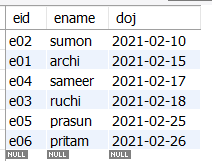 eid ename doj
e02 sumon 2021-02-10
e01 archi 2021-02-15
e04 sameer 2021-02-17
e03 ruchi 2021-02-18
e05 prasun 2021-02-25
e06 pritam 2021-02-26
NULL NULL NULL